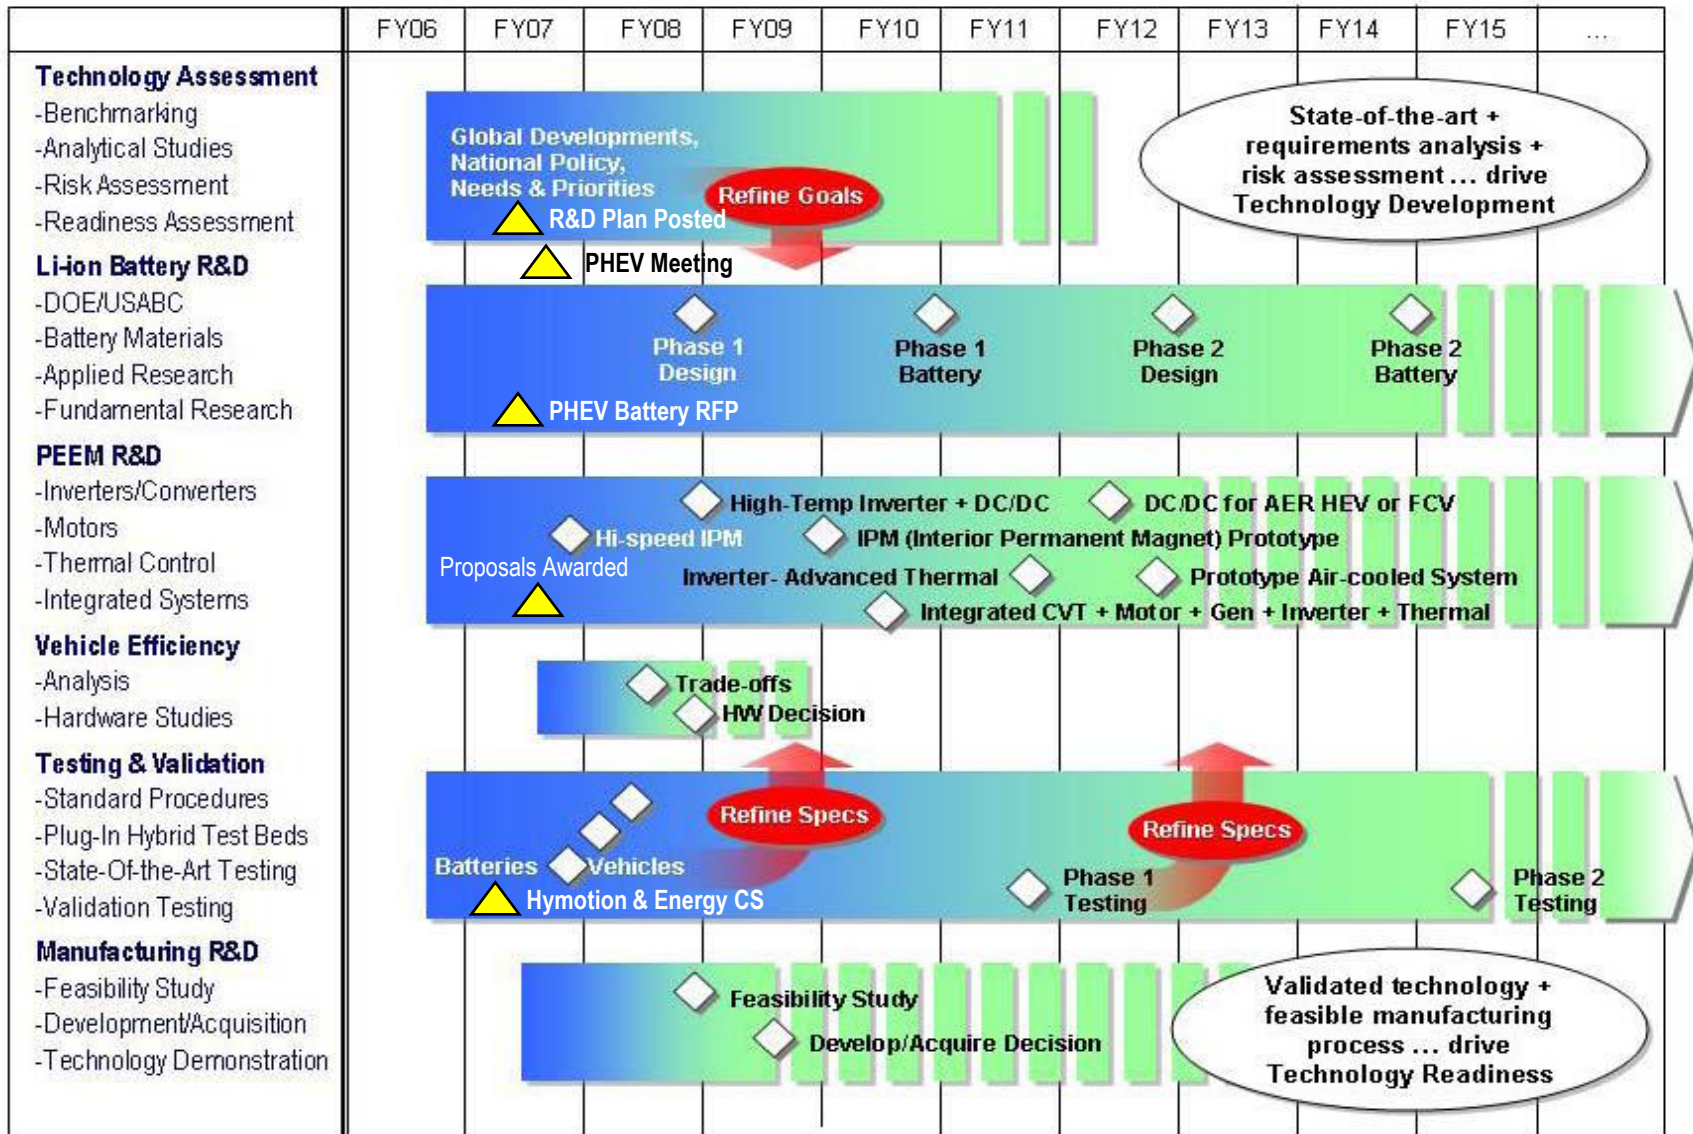 FY06 FY07 FY08 FY09 FY10 FY11 FY12 FY13 FY14 FY15 ...
Technology Assessment
-Benchmarking
-Analytical Studies
-Risk Assessment
-Readiness Assessment
Global Developments,
National Policy,
Needs & Priorities
Refine Goals
R&D Plan Posted
PHEV Meeting
State-of-the-art +
requirements analysis +
risk assessment ... drive
Technology Development
Li-ion Battery R&D
-DOE/USABC
-Battery Materials
-Applied Research
-Fundamental Research
Phase 1
Design
Phase 1
Battery
Phase 2
Design
Phase 2
Battery
PHEV Battery RFP
PEEM R&D
-Inverters/Converters
-Motors
-Thermal Control
-Integrated Systems
High-Temp Inverter + DC/DC
DC/DC for AER HEV or FCV
Hi-speed IPM
IPM (Interior Permanent Magnet) Prototype
Proposals Awarded
Inverter- Advanced Thermal
Prototype Air-cooled System
Integrated CVT + Motor + Gen + Inverter + Thermal
Vehicle Efficiency
-Analysis
-Hardware Studies
Trade-offs
HW Decision
Testing & Validation
-Standard Procedures
-Plug-In Hybrid Test Beds
-State-Of-the-Art Testing
-Validation Testing
Refine Specs
Refine Specs
Batteries
Vehicles
Hymotion & Energy CS
Phase 1
Testing
Phase 2
Testing
Manufacturing R&D
-Feasibility Study
-Development/Acquisition
-Technology Demonstration
Feasibility Study
Develop/Acquire Decision
Validated technology +
feasible manufacturing
process ... drive
Technology Readiness